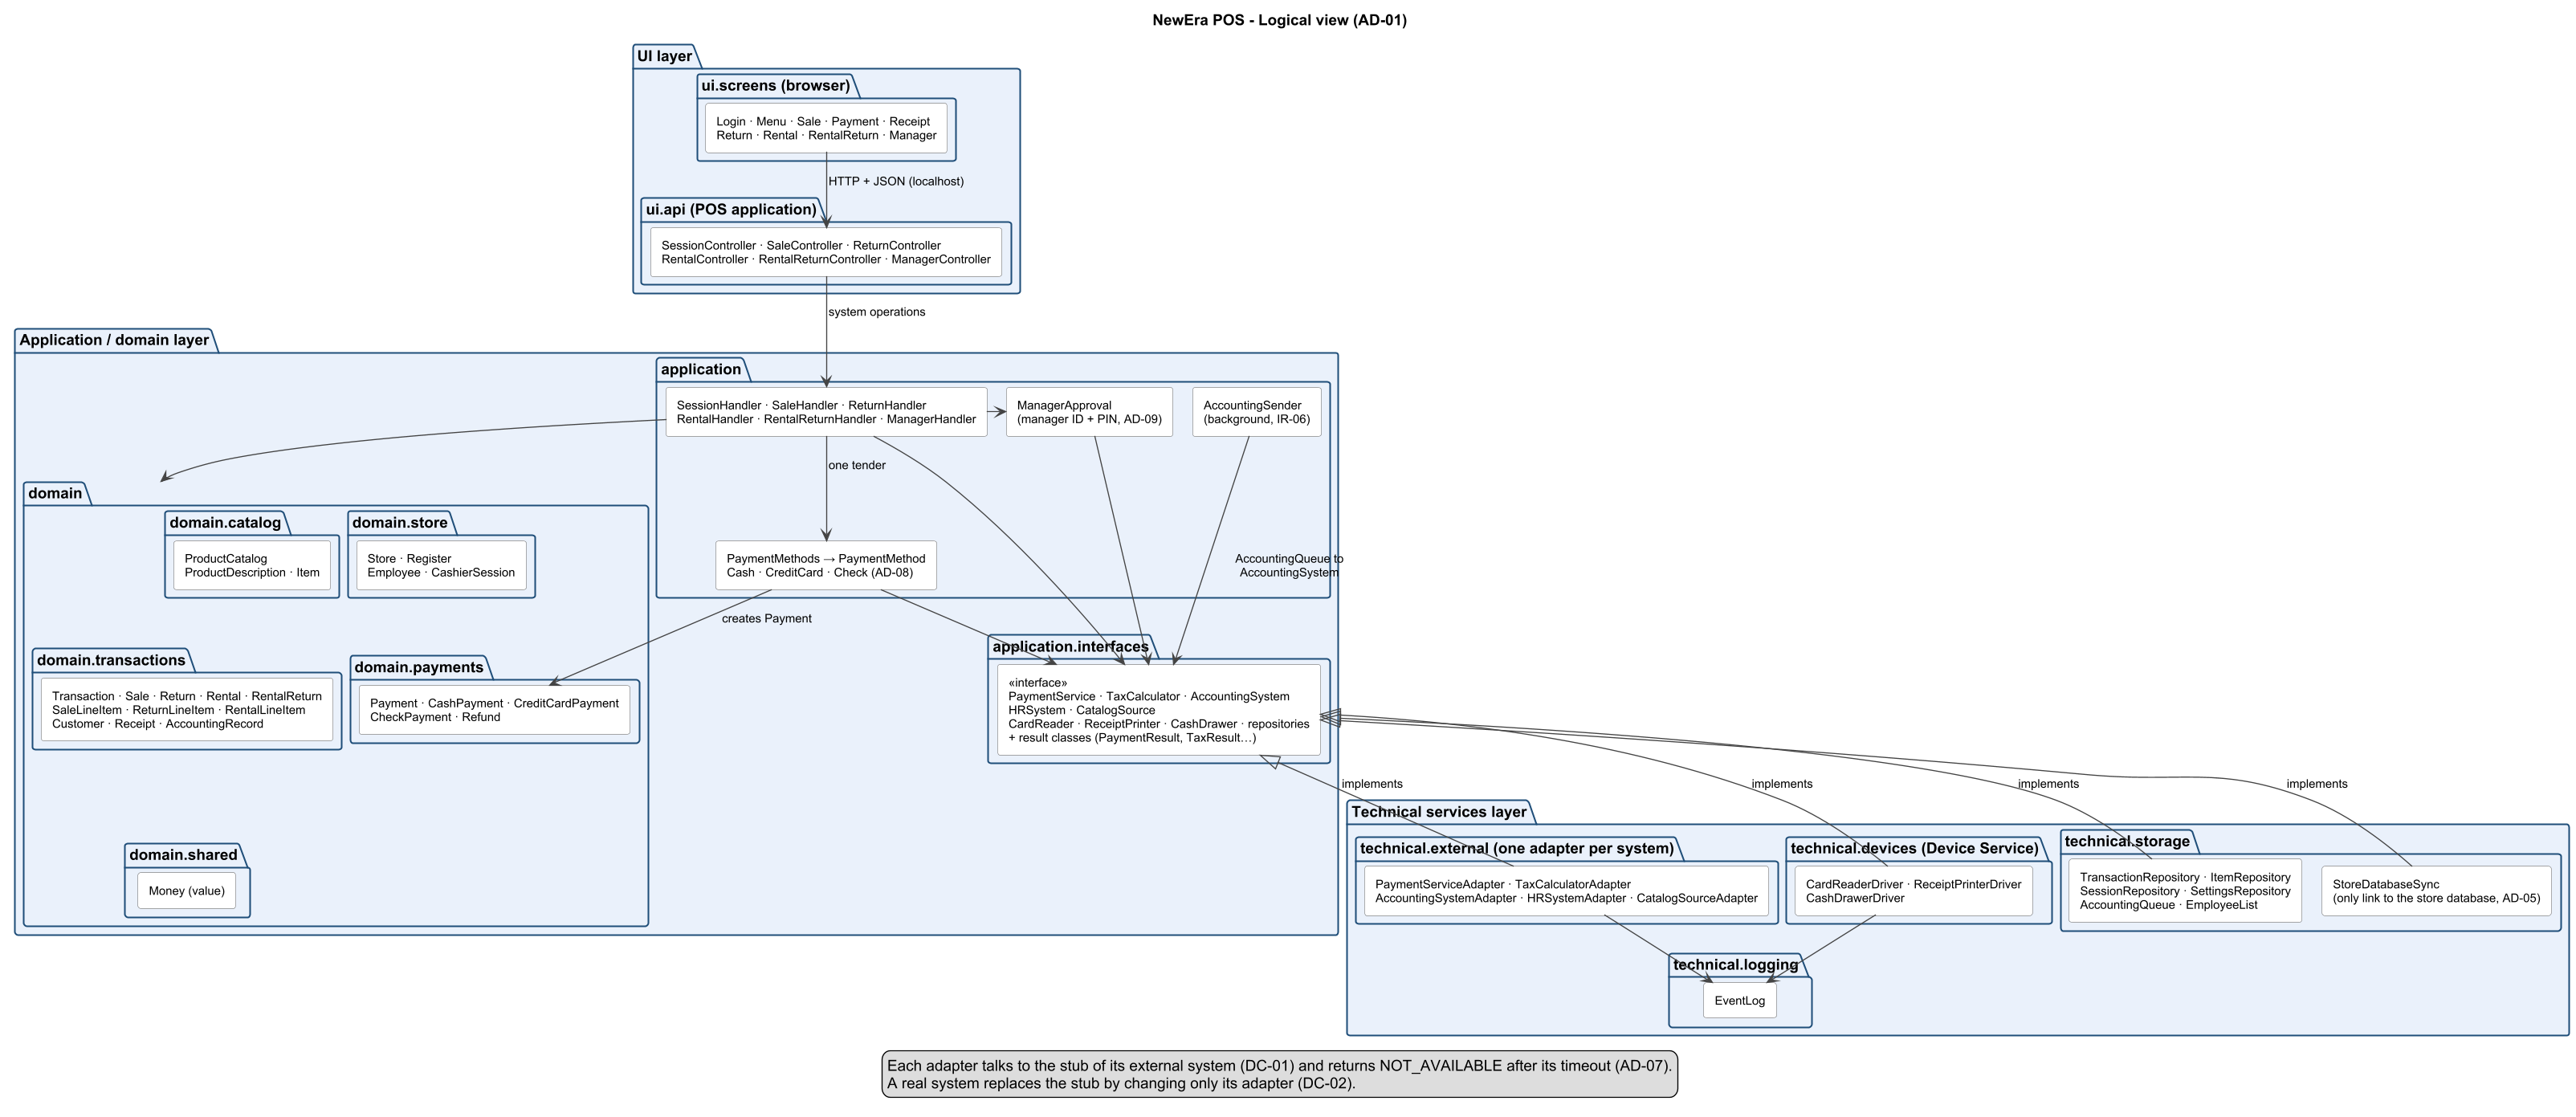 NewEra POS - Logical view (AD-01)
UI layer
ui.screens (browser)
Login · Menu · Sale · Payment · Receipt
Return · Rental · RentalReturn · Manager
HTTP + JSON (localhost)
ui.api (POS application)
SessionController · SaleController · ReturnController
RentalController · RentalReturnController · ManagerController
system operations
Application / domain layer
application
SessionHandler · SaleHandler · ReturnHandler
RentalHandler · RentalReturnHandler · ManagerHandler
ManagerApproval
(manager ID + PIN, AD-09)
AccountingSender
(background, IR-06)
one tender
domain
domain.catalog
ProductCatalog
ProductDescription · Item
domain.store
Store · Register
Employee · CashierSession
PaymentMethods → PaymentMethod
Cash · CreditCard · Check (AD-08)
AccountingQueue to
AccountingSystem
creates Payment
domain.transactions
Transaction · Sale · Return · Rental · RentalReturn
SaleLineItem · ReturnLineItem · RentalLineItem
Customer · Receipt · AccountingRecord
domain.payments
Payment · CashPayment · CreditCardPayment
CheckPayment · Refund
application.interfaces
«interface»
PaymentService · TaxCalculator · AccountingSystem
HRSystem · CatalogSource
CardReader · ReceiptPrinter · CashDrawer · repositories
+ result classes (PaymentResult, TaxResult…)
implements
implements
implements
implements
domain.shared
Money (value)
Technical services layer
technical.external (one adapter per system)
PaymentServiceAdapter · TaxCalculatorAdapter
AccountingSystemAdapter · HRSystemAdapter · CatalogSourceAdapter
technical.devices (Device Service)
CardReaderDriver · ReceiptPrinterDriver
CashDrawerDriver
technical.storage
TransactionRepository · ItemRepository
SessionRepository · SettingsRepository
AccountingQueue · EmployeeList
StoreDatabaseSync
(only link to the store database, AD-05)
technical.logging
EventLog
Each adapter talks to the stub of its external system (DC-01) and returns NOT_AVAILABLE after its timeout (AD-07).
A real system replaces the stub by changing only its adapter (DC-02).